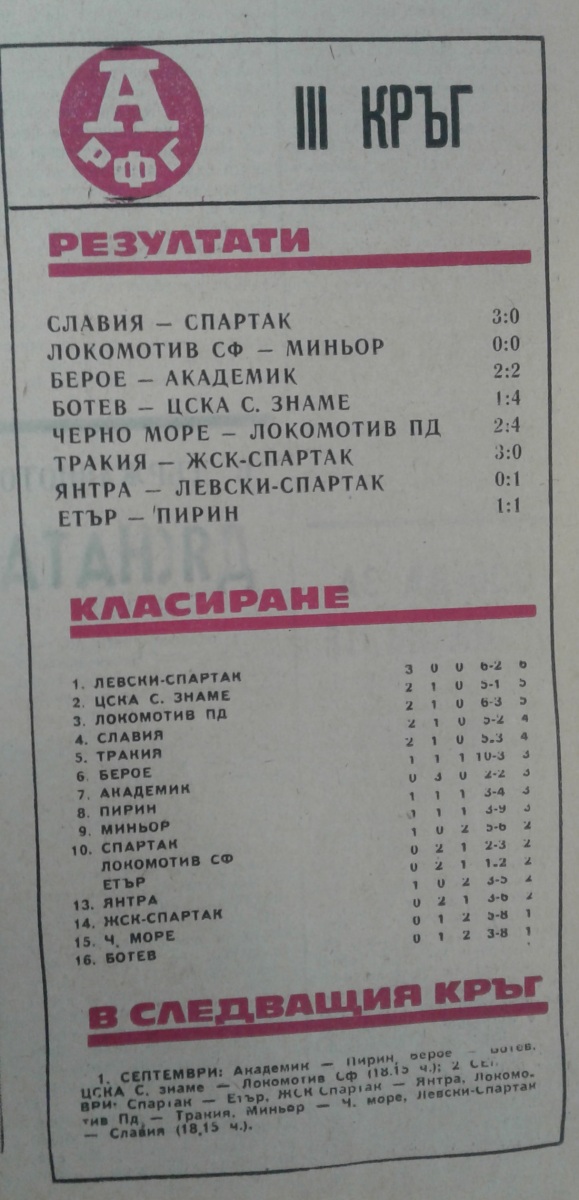 А
РФГ
III КРЪГ
РЕЗУЛТАТИ
СЛАВИЯ — СПАРТАК 3:0
ЛОКОМОТИВ СФ — МИНЬОР 0:0
БЕРОЕ — АКАДЕМИК 2:2
БОТЕВ — ЦСКА С. ЗНАМЕ 1:4
ЧЕРНО МОРЕ — ЛОКОМОТИВ ПД 2:4
ТРАКИЯ — ЖСК-СПАРТАК 3:0
ЯНТРА — ЛЕВСКИ-СПАРТАК 0:1
ЕТЪР — ПИРИН 1:1
КЛАСИРАНЕ
1. ЛЕВСКИ-СПАРТАК 3 0 0 6-2 6
2. ЦСКА С. ЗНАМЕ 2 1 0 5-1 5
3. ЛОКОМОТИВ ПД 2 1 0 6-3 5
4. СЛАВИЯ 2 1 0 5-2 4
5. ТРАКИЯ 2 1 0 5-3 4
6. БЕРОЕ 1 1 1 10-3 3
7. АКАДЕМИК 0 3 0 2-2 3
8. ПИРИН 1 1 1 3-4 3
9. МИНЬОР 1 1 1 3-9 3
10. СПАРТАК 1 0 2 5-6 2
ЛОКОМОТИВ СФ 0 2 1 2-3 2
ЕТЪР 0 2 1 1-2 2
13. ЯНТРА 1 0 2 3-5 2
14. ЖСК-СПАРТАК 0 2 1 3-6 2
15. Ч. МОРЕ 0 1 2 5-8 1
16. БОТЕВ 0 1 2 3-8 1
В СЛЕДВАЩИЯ КРЪГ
1. СЕПТЕМВРИ: Академик — Пирин, Берое — Ботев,
ЦСКА С. знаме — Локомотив Сф (18,15 ч.); 2 СЕПТЕМ-
ВРИ: Спартак — Етър, ЖСК Спартак — Янтра, Локомо-
тив Пд — Тракия, Миньор — Ч. море, Левски-Спартак
— Славия (18,15 ч.).